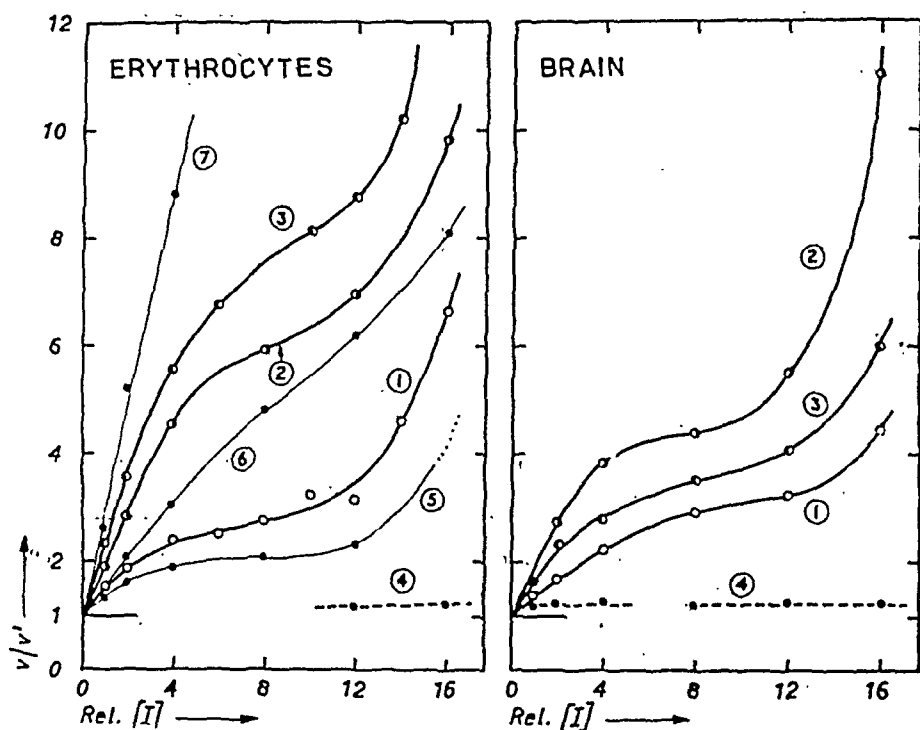 ERYTHROCYTES
BRAIN
12
10
8
6
4
2
1
0
v/v'
⑦
③
②
⑥
①
⑤
④
②
③
①
④
0 4 8 12 16
0 4 8 12 16
Rel. [I]
Rel. [I]